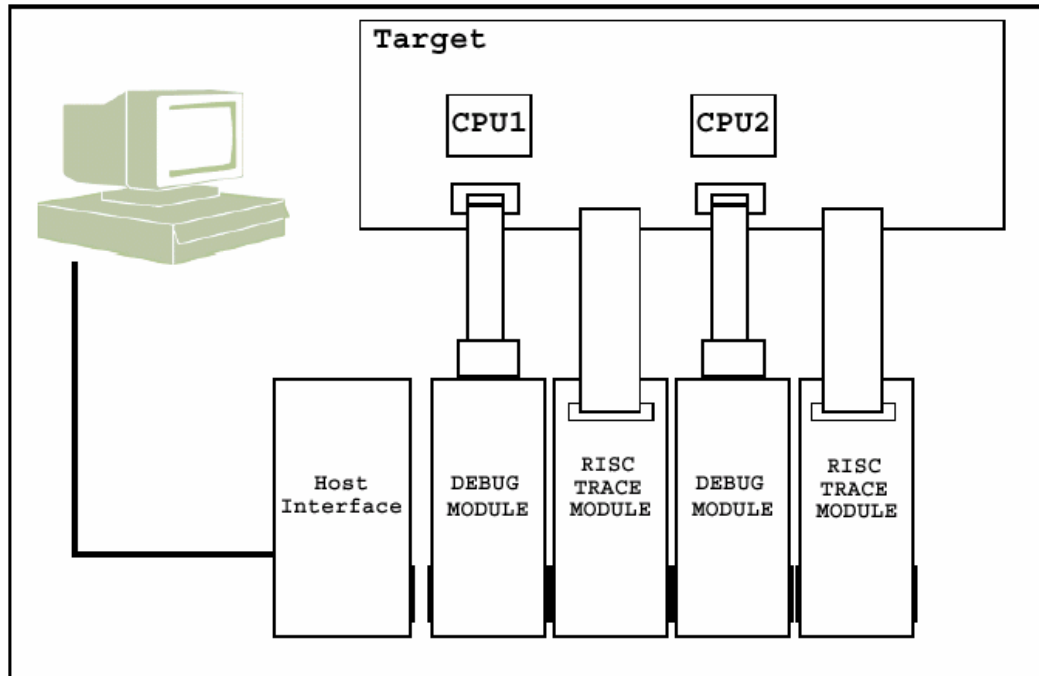 Target
CPU1
CPU2
Host
Interface
DEBUG
MODULE
RISC
TRACE
MODULE
DEBUG
MODULE
RISC
TRACE
MODULE